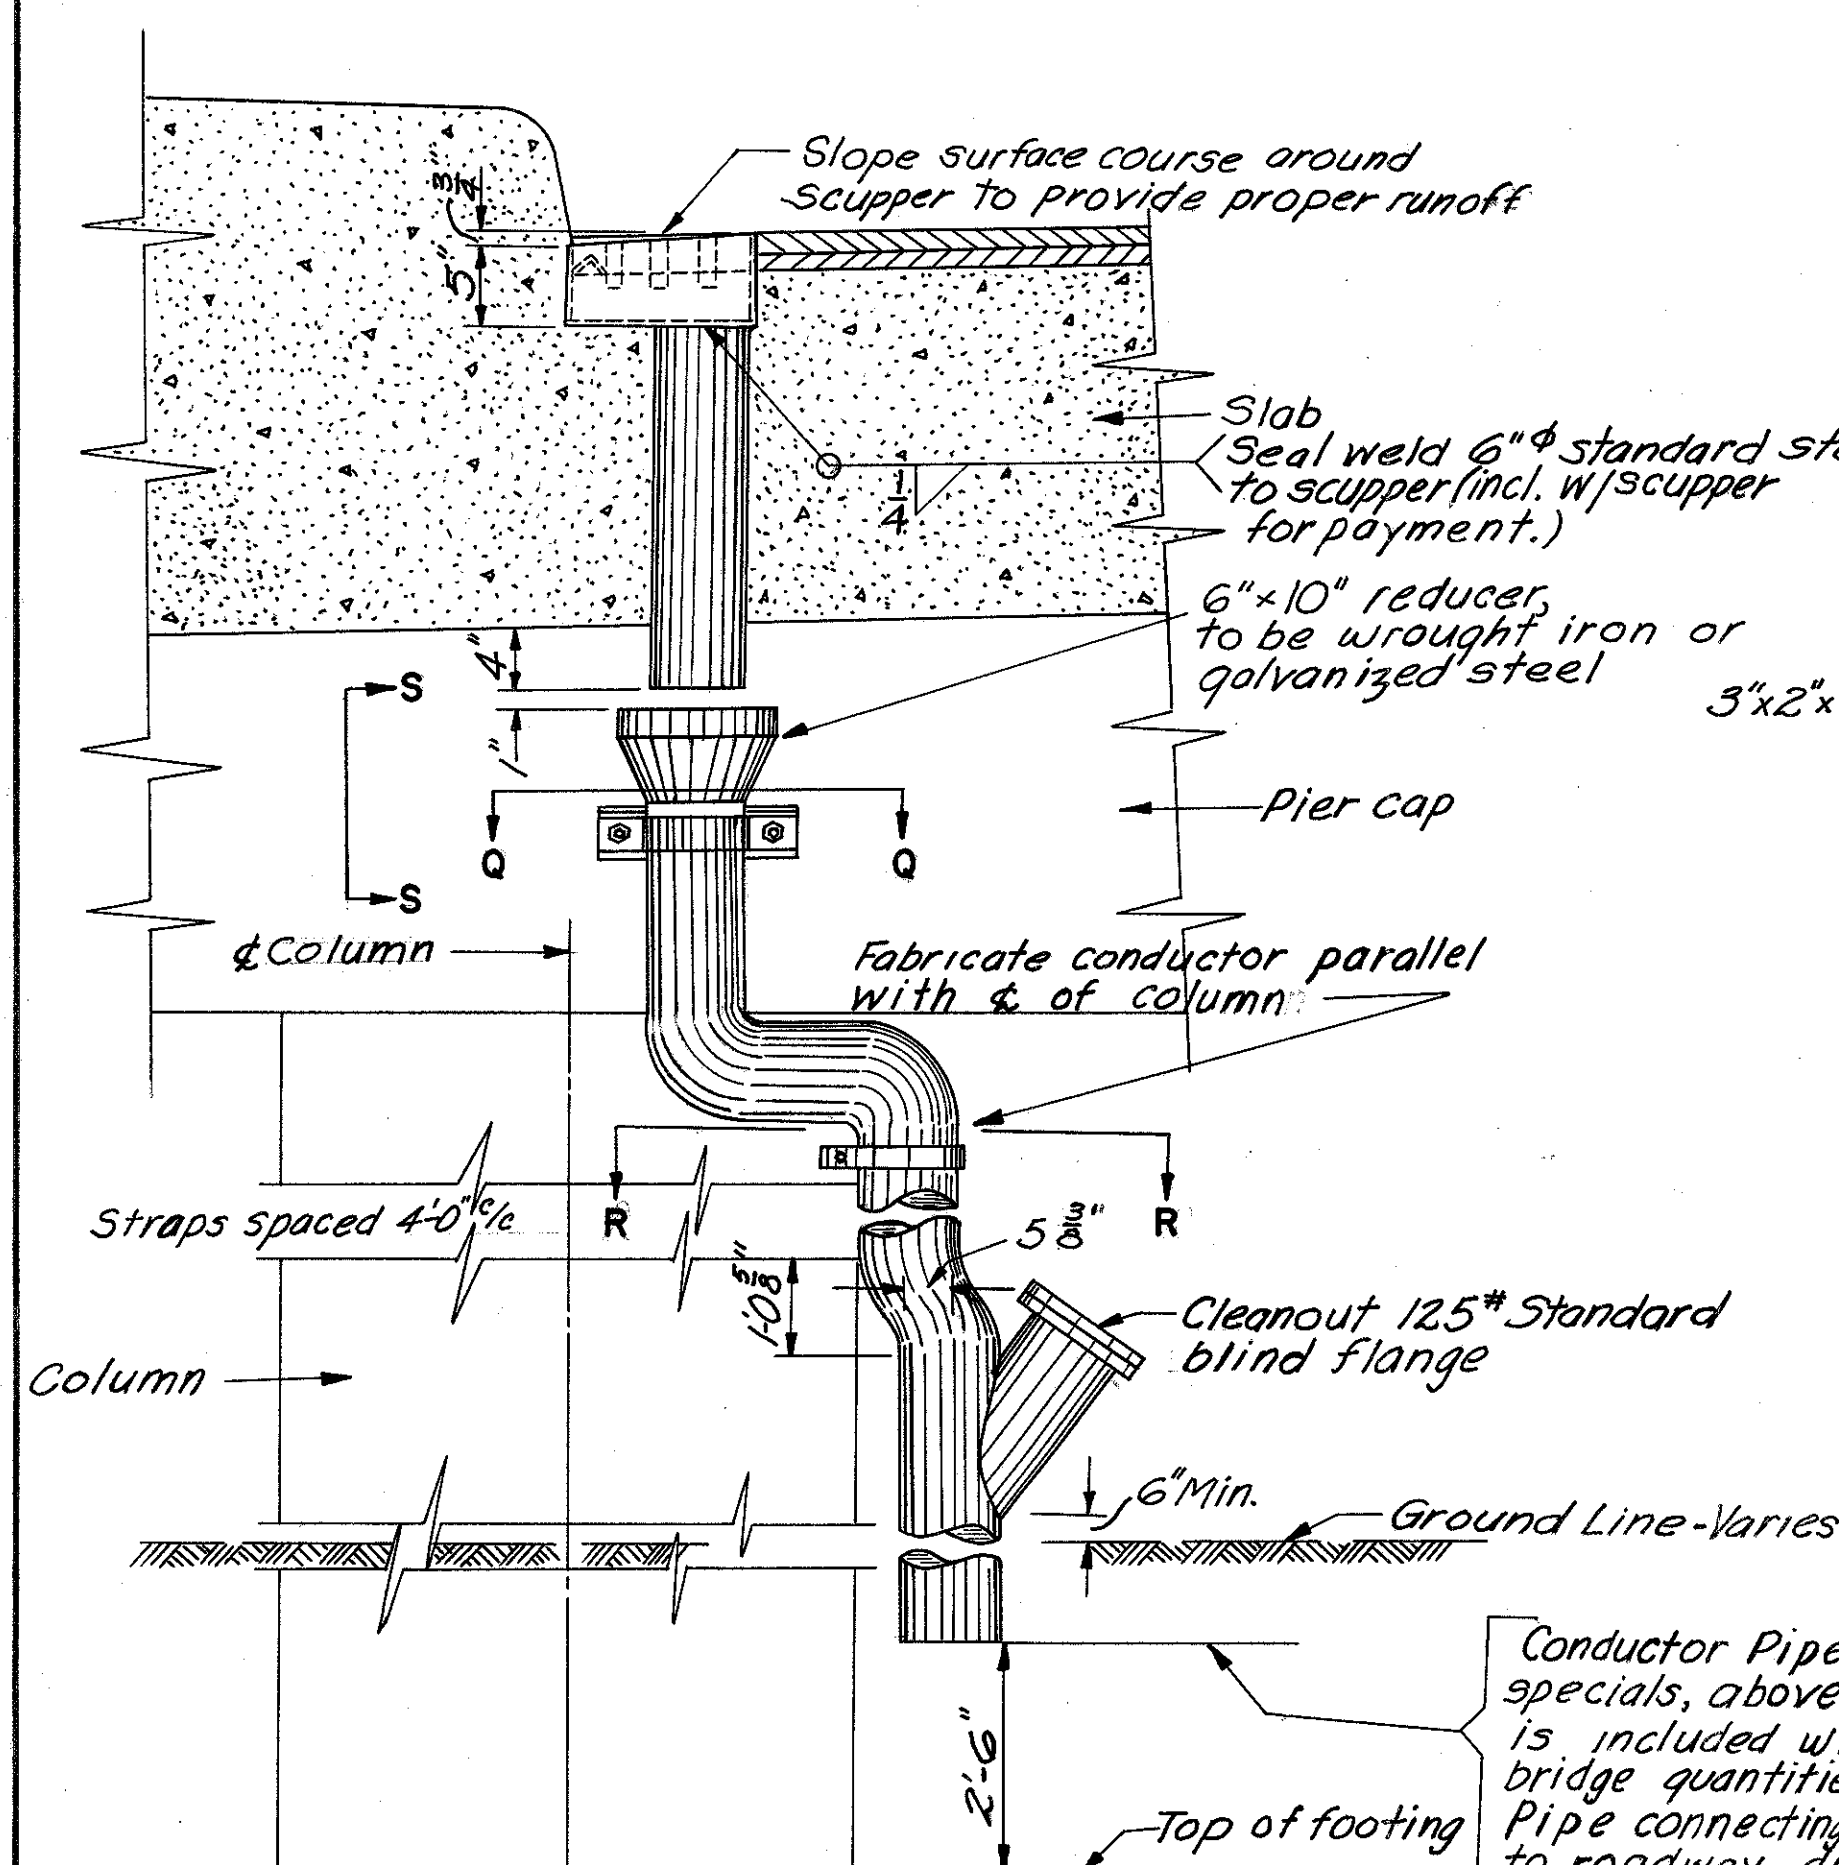 Slope surface course around
scupper to provide proper runoff
3/4"
5"
Slab
Seal weld 6"ϕ standard
to scupper (incl. w/scupper
for payment.)
1/4
6"x10" reducer,
to be wrought iron or
galvanized steel
3"x2"x
4"
1"
S
S
Q
Q
Pier cap
℄ Column
Fabricate conductor parallel
with ℄ of column
R
R
Straps spaced 4'-0" c/c
5 3/8"
1'-0 5/8"
Cleanout 125# Standard
blind flange
Column
6" Min.
Ground Line-Varies
Conductor Pipe
specials, above
is included
bridge
Pipe connecting
to roadway
2'-6"
Top of footing